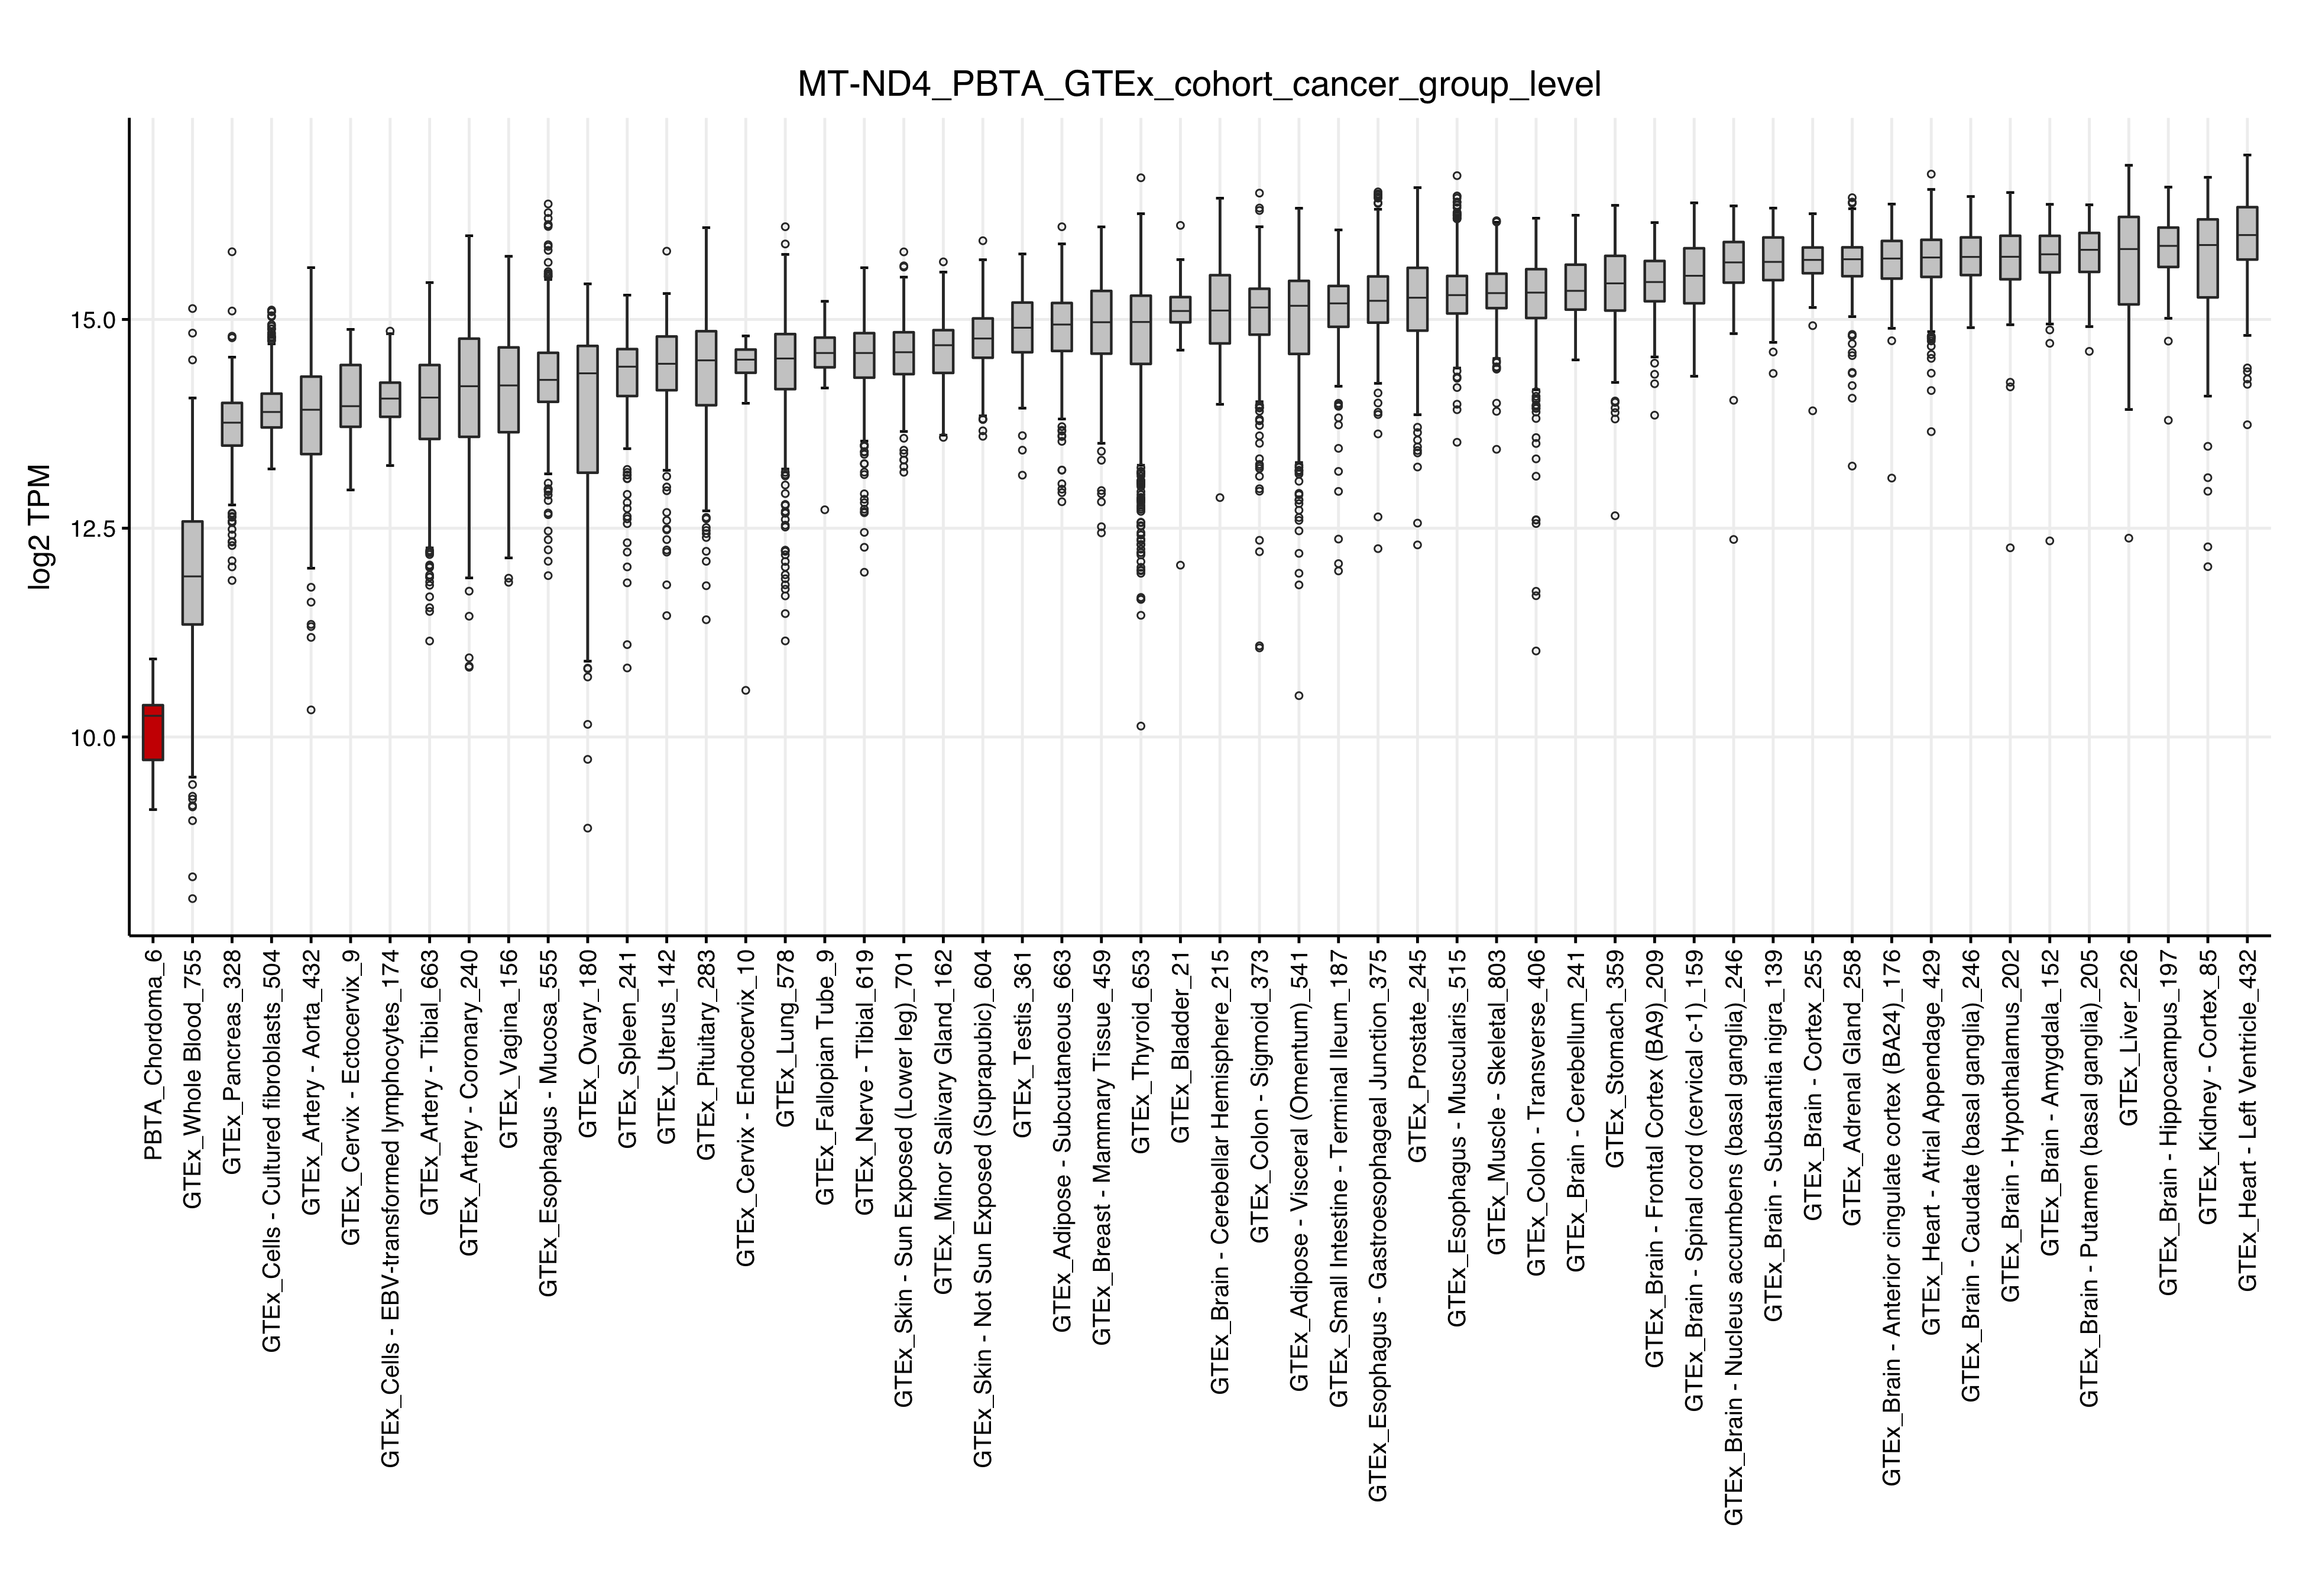 MT-ND4_PBTA_GTEx_cohort_cancer_group_level
log2 TPM
15.0
12.5
10.0
PBTA_Chordoma_6
GTEx_Whole Blood_755
GTEx_Pancreas_328
GTEx_Cells - Cultured fibroblasts_504
GTEx_Artery - Aorta_432
GTEx_Cervix - Ectocervix_9
GTEx_Cells - EBV-transformed lymphocytes_174
GTEx_Artery - Tibial_663
GTEx_Artery - Coronary_240
GTEx_Vagina_156
GTEx_Esophagus - Mucosa_555
GTEx_Ovary_180
GTEx_Spleen_241
GTEx_Uterus_142
GTEx_Pituitary_283
GTEx_Cervix - Endocervix_10
GTEx_Lung_578
GTEx_Fallopian Tube_9
GTEx_Nerve - Tibial_619
GTEx_Skin - Sun Exposed (Lower leg)_701
GTEx_Minor Salivary Gland_162
GTEx_Skin - Not Sun Exposed (Suprapubic)_604
GTEx_Testis_361
GTEx_Adipose - Subcutaneous_663
GTEx_Breast - Mammary Tissue_459
GTEx_Thyroid_653
GTEx_Bladder_21
GTEx_Brain - Cerebellar Hemisphere_215
GTEx_Colon - Sigmoid_373
GTEx_Adipose - Visceral (Omentum)_541
GTEx_Small Intestine - Terminal Ileum_187
GTEx_Esophagus - Gastroesophageal Junction_375
GTEx_Prostate_245
GTEx_Esophagus - Muscularis_515
GTEx_Muscle - Skeletal_803
GTEx_Colon - Transverse_406
GTEx_Brain - Cerebellum_241
GTEx_Stomach_359
GTEx_Brain - Frontal Cortex (BA9)_209
GTEx_Brain - Spinal cord (cervical c-1)_159
GTEx_Brain - Nucleus accumbens (basal ganglia)_246
GTEx_Brain - Substantia nigra_139
GTEx_Brain - Cortex_255
GTEx_Adrenal Gland_258
GTEx_Brain - Anterior cingulate cortex (BA24)_176
GTEx_Heart - Atrial Appendage_429
GTEx_Brain - Caudate (basal ganglia)_246
GTEx_Brain - Hypothalamus_202
GTEx_Brain - Amygdala_152
GTEx_Brain - Putamen (basal ganglia)_205
GTEx_Liver_226
GTEx_Brain - Hippocampus_197
GTEx_Kidney - Cortex_85
GTEx_Heart - Left Ventricle_432